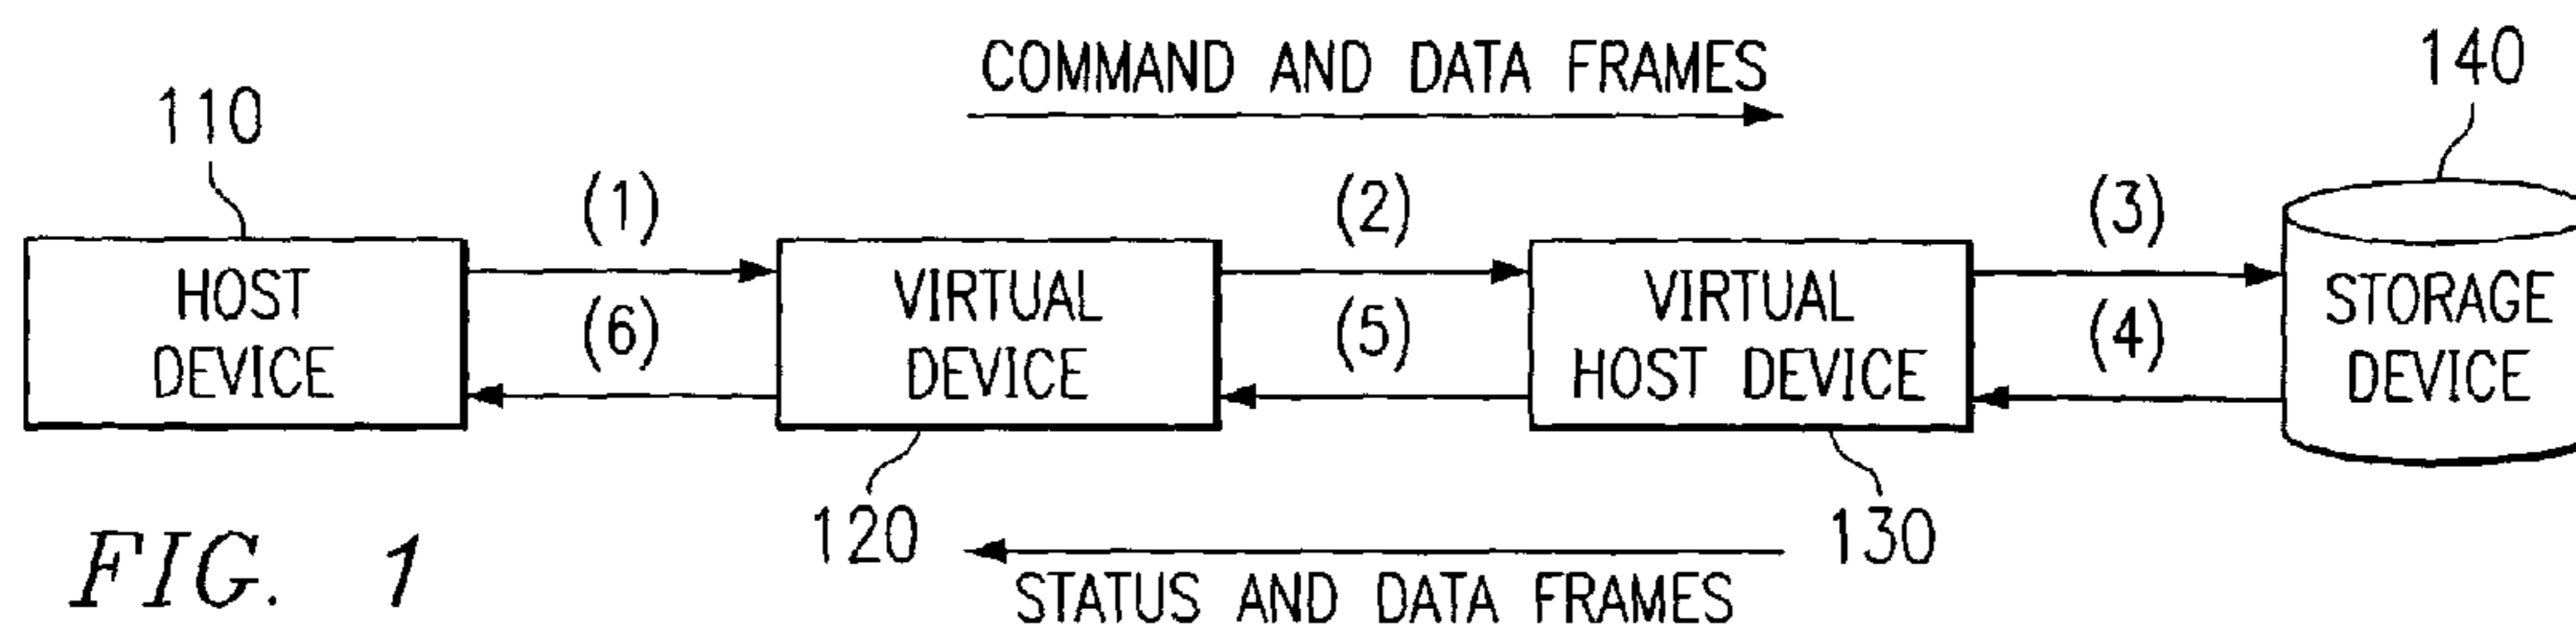 COMMAND AND DATA FRAMES
140
110
(1)
(2)
(3)
HOST
DEVICE
VIRTUAL
DEVICE
VIRTUAL
HOST DEVICE
STORAGE
DEVICE
(6)
(5)
(4)
120
130
STATUS AND DATA FRAMES
FIG. 1